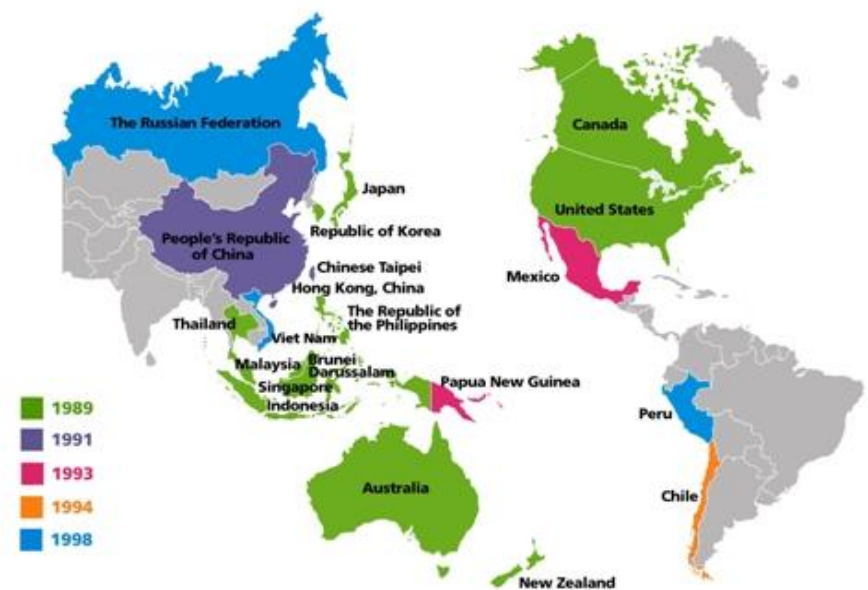 The Russian Federation
Japan
Republic of Korea
People's Republic
of China
Chinese Taipei
Hong Kong, China
The Republic of
the Philippines
Thailand
Viet Nam
Malaysia
Brunei
Darussalam
Singapore
Indonesia
Papua New Guinea
Australia
New Zealand
Canada
United States
Mexico
Peru
Chile
1989
1991
1993
1994
1998